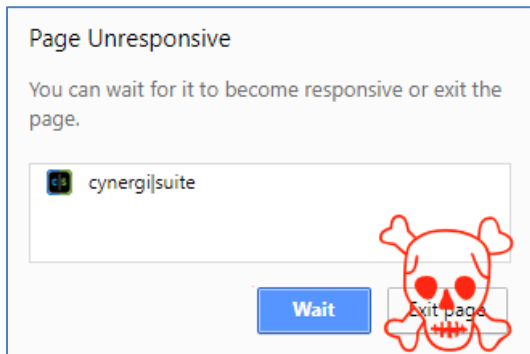 Page Unresponsive
You can wait for it to become responsive or exit the
page.
c|s cynergi|suite
Wait Exit page